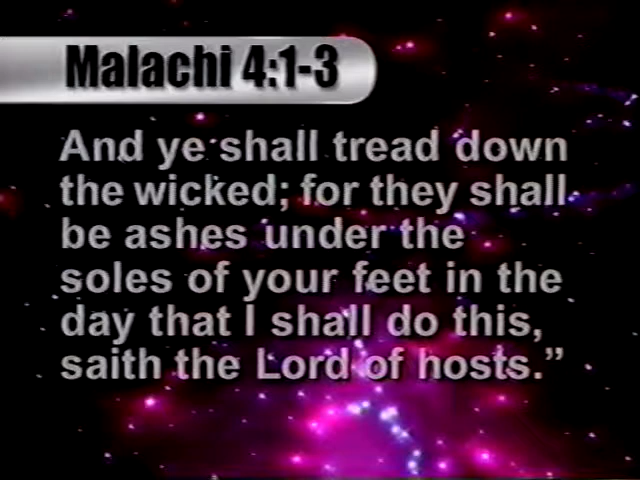 Malachi 4:1-3
And ye shall tread down
the wicked; for they shall
be ashes under the
soles of your feet in the
day that I shall do this,
saith the Lord of hosts.”